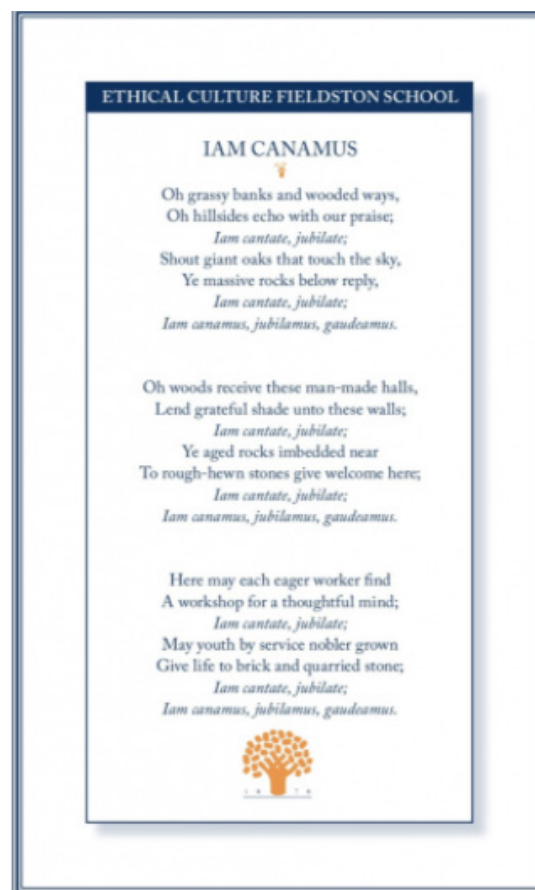 ETHICAL CULTURE FIELDSTON SCHOOL
IAM CANAMUS
Oh grassy banks and wooded ways,
Oh hillsides echo with our praise;
Iam cantate, jubilate;
Shout giant oaks that touch the sky,
Ye massive rocks below reply,
Iam cantate, jubilate;
Iam canamus, jubilamus, gaudeamus.
Oh woods receive these man-made halls,
Lend grateful shade unto these walls;
Iam cantate, jubilate;
Ye aged rocks imbedded near
To rough-hewn stones give welcome here;
Iam cantate, jubilate;
Iam canamus, jubilamus, gaudeamus.
Here may each eager worker find
A workshop for a thoughtful mind;
Iam cantate, jubilate;
May youth by service nobler grown
Give life to brick and quarried stone;
Iam cantate, jubilate;
Iam canamus, jubilamus, gaudeamus.